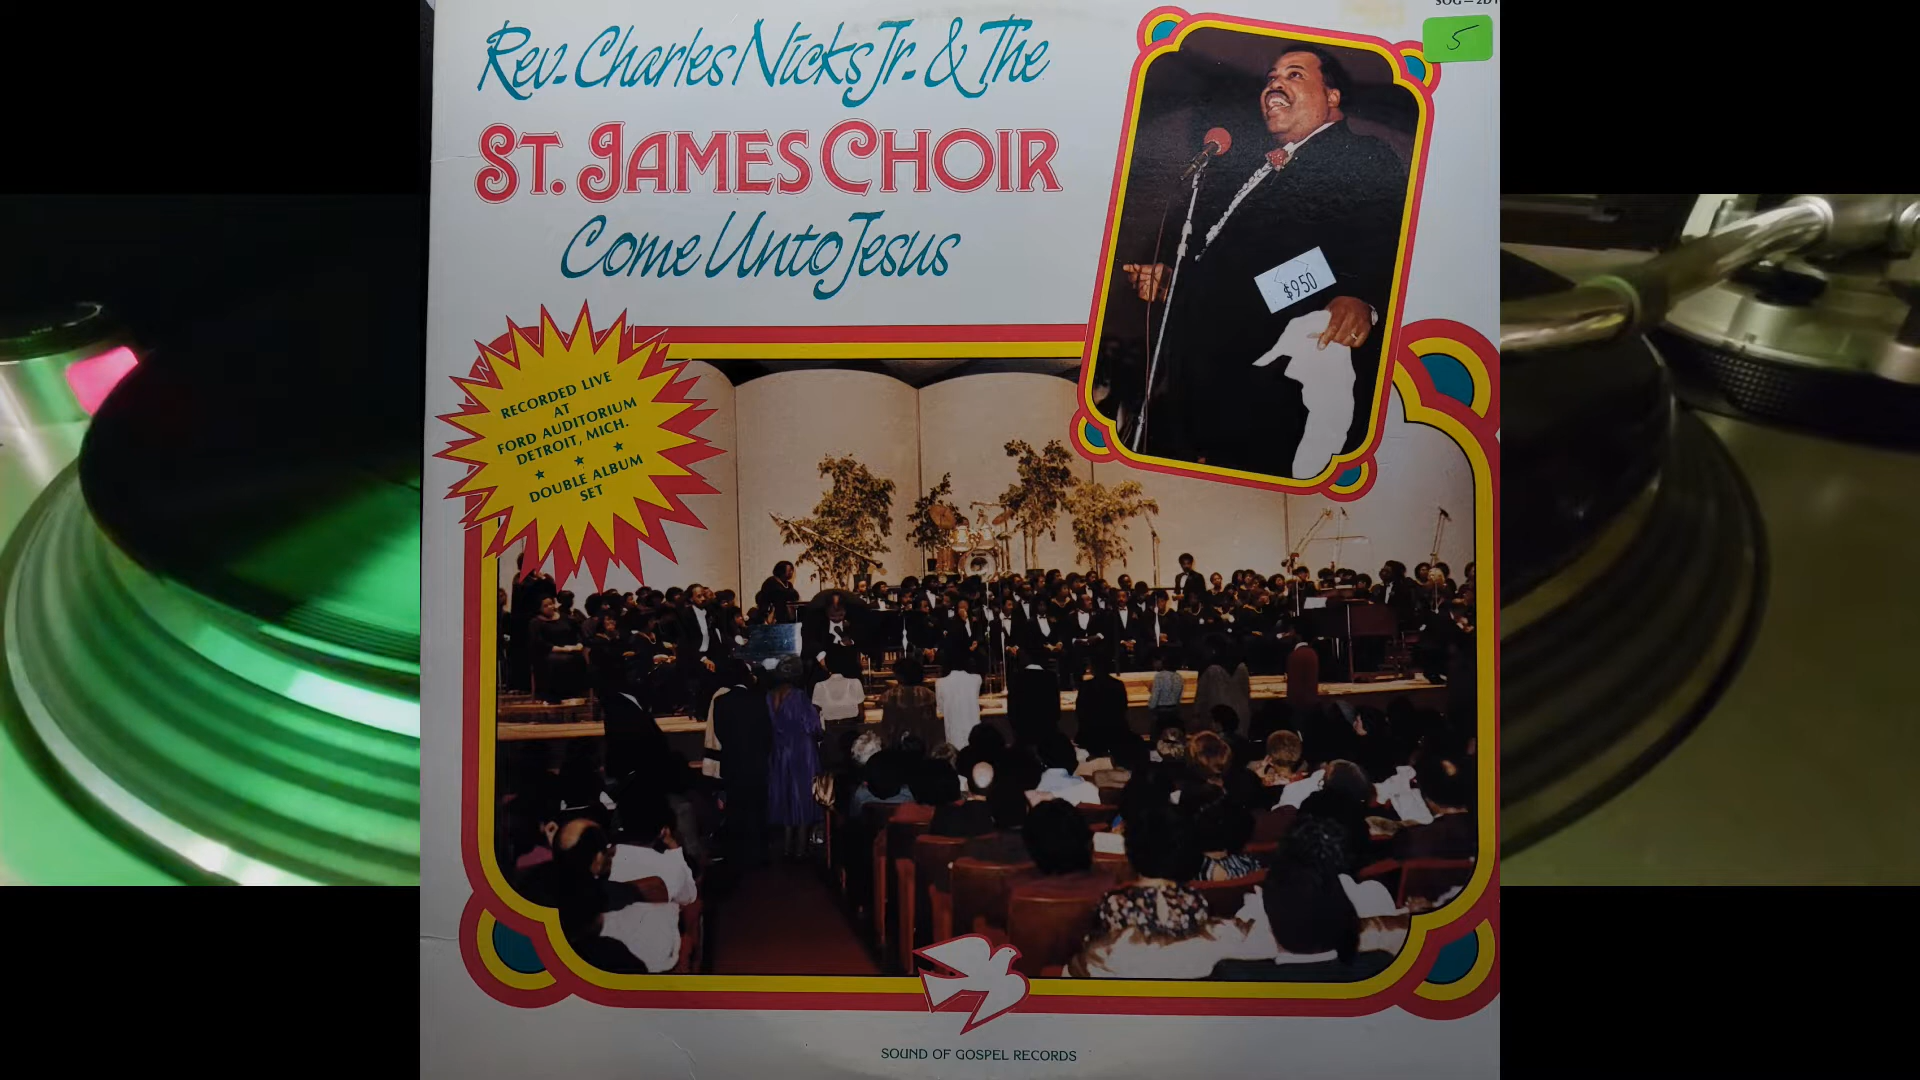 Rev. Charles Nicks Jr. & The
ST. JAMES CHOIR
Come Unto Jesus
5
$950
RECORDED LIVE
AT
FORD AUDITORIUM
DETROIT, MICH.
DOUBLE ALBUM
SET
SOUND OF GOSPEL RECORDS